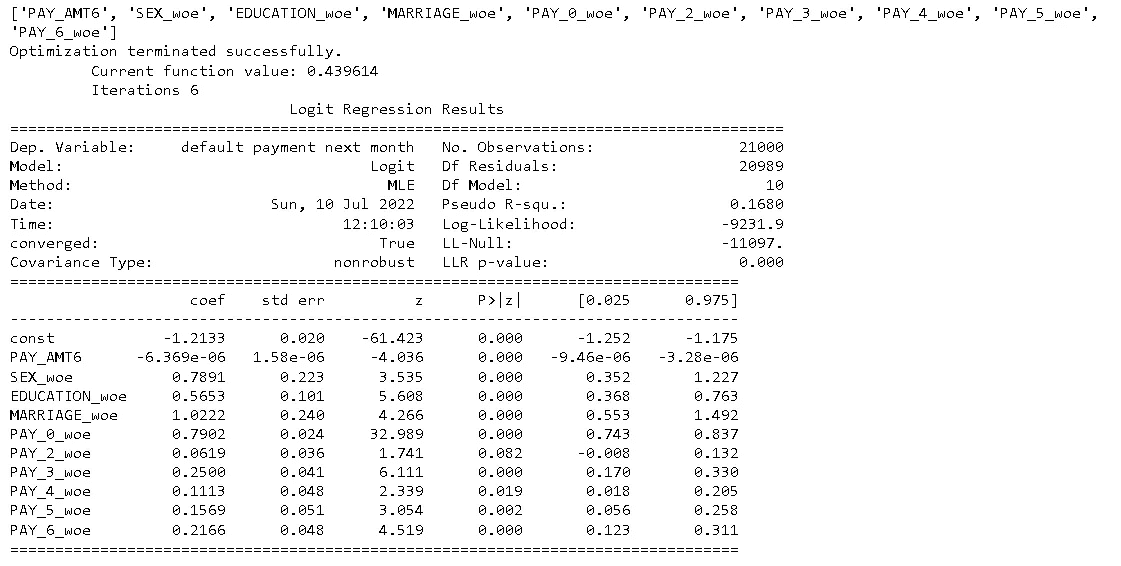 ['PAY_AMT6', 'SEX_woe', 'EDUCATION_woe', 'MARRIAGE_woe', 'PAY_0_woe', 'PAY_2_woe', 'PAY_3_woe', 'PAY_4_woe', 'PAY_5_woe',
'PAY_6_woe']
Optimization terminated successfully.
         Current function value: 0.439614
         Iterations 6
                              Logit Regression Results
=====================================================================================
Dep. Variable:     default payment next month   No. Observations:                21000
Model:                                  Logit   Df Residuals:                    20989
Method:                                   MLE   Df Model:                           10
Date:                        Sun, 10 Jul 2022   Pseudo R-squ.:                  0.1680
Time:                                12:10:03   Log-Likelihood:                -9231.9
converged:                               True   LL-Null:                       -11097.
Covariance Type:                    nonrobust   LLR p-value:                     0.000
================================================================================
                    coef    std err          z      P>|z|      [0.025      0.975]
--------------------------------------------------------------------------------
const            -1.2133      0.020    -61.423      0.000      -1.252      -1.175
PAY_AMT6      -6.369e-06   1.58e-06     -4.036      0.000   -9.46e-06   -3.28e-06
SEX_woe           0.7891      0.223      3.535      0.000       0.352       1.227
EDUCATION_woe     0.5653      0.101      5.608      0.000       0.368       0.763
MARRIAGE_woe      1.0222      0.240      4.266      0.000       0.553       1.492
PAY_0_woe         0.7902      0.024     32.989      0.000       0.743       0.837
PAY_2_woe         0.0619      0.036      1.741      0.082      -0.008       0.132
PAY_3_woe         0.2500      0.041      6.111      0.000       0.170       0.330
PAY_4_woe         0.1113      0.048      2.339      0.019       0.018       0.205
PAY_5_woe         0.1569      0.051      3.054      0.002       0.056       0.258
PAY_6_woe         0.2166      0.048      4.519      0.000       0.123       0.311
================================================================================